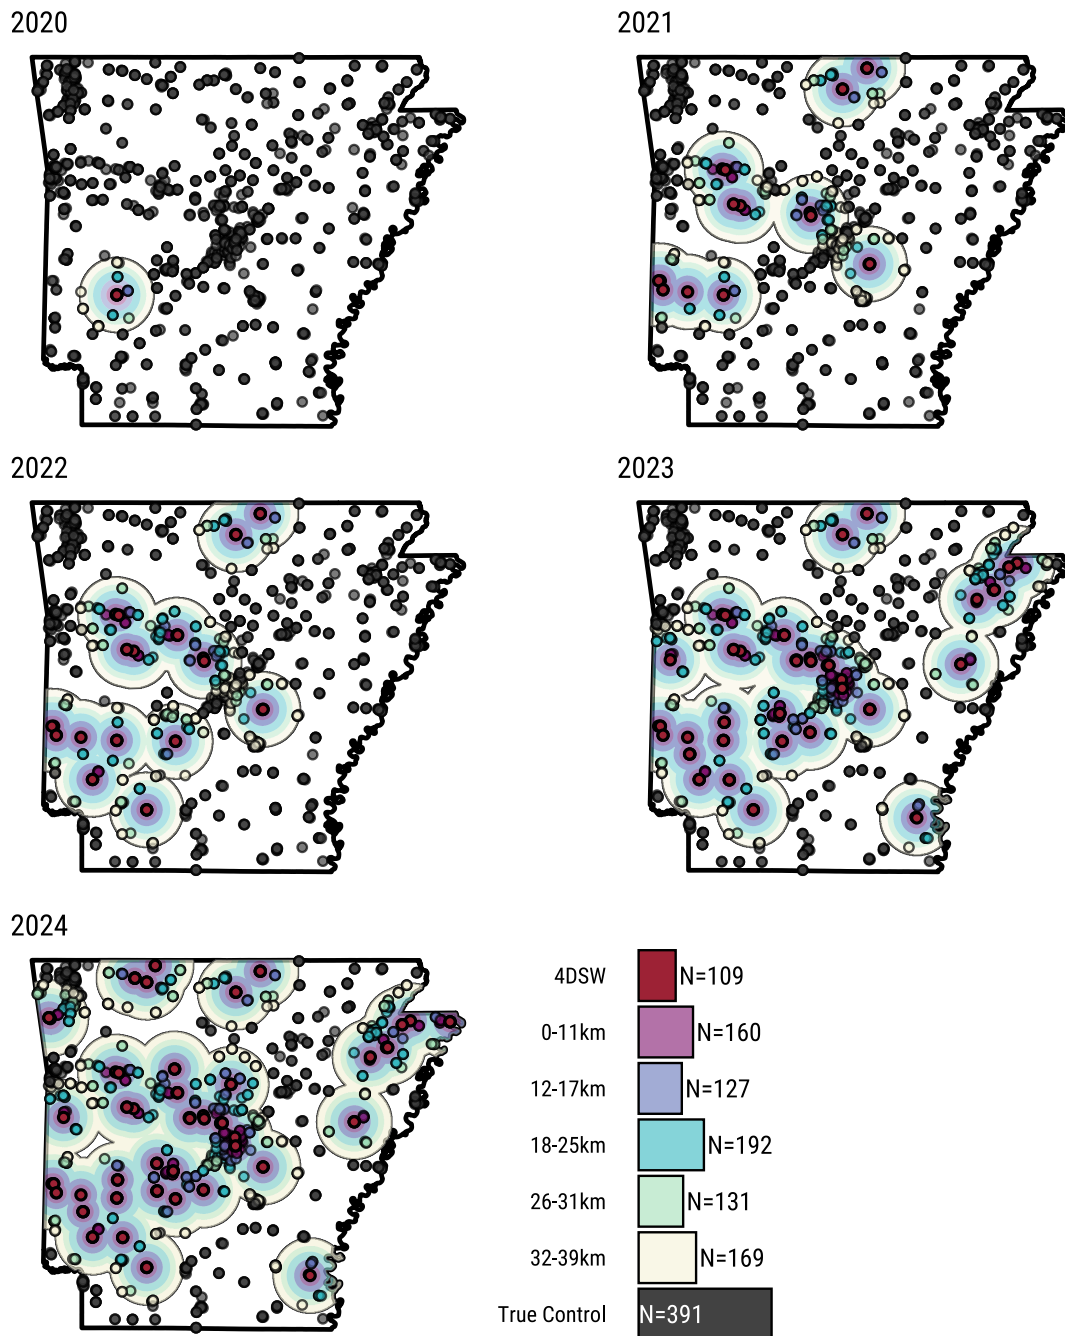 2020
2021
2022
2023
2024
4DSW N=109
0-11km N=160
12-17km N=127
18-25km N=192
26-31km N=131
32-39km N=169
True Control N=391